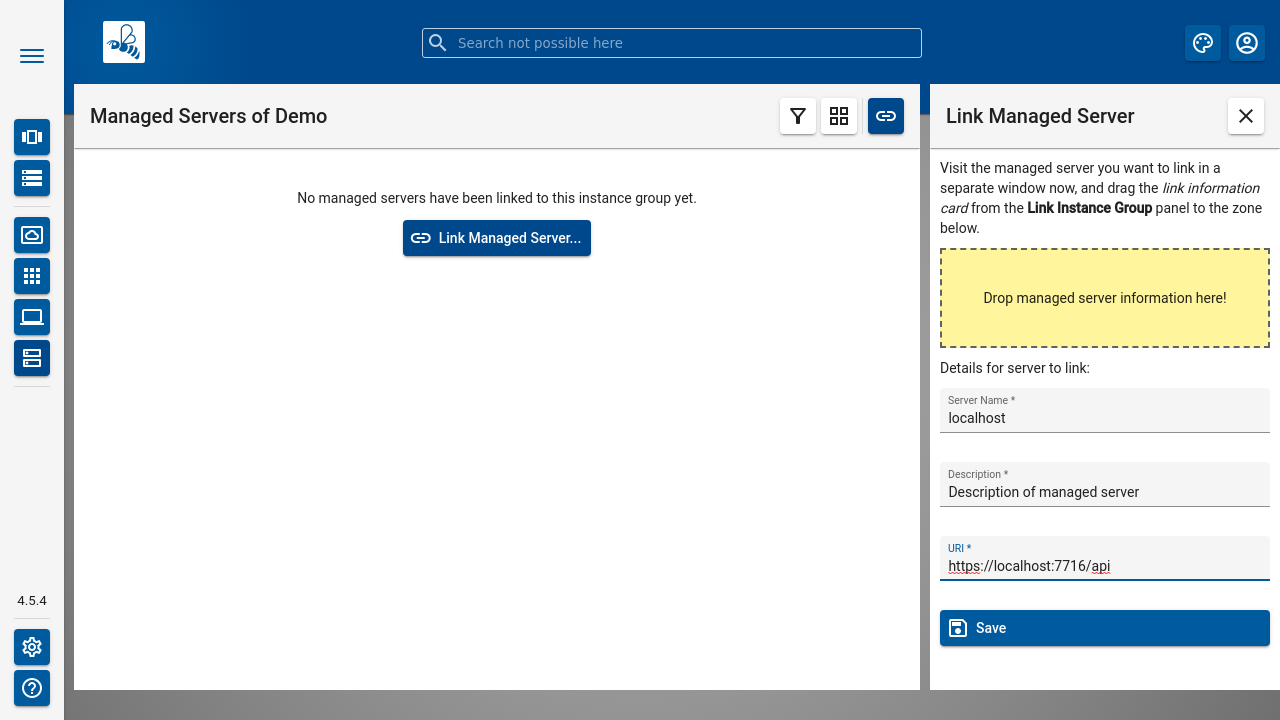 Search not possible here
Managed Servers of Demo
No managed servers have been linked to this instance group yet.
Link Managed Server...
4.5.4
Link Managed Server
Visit the managed server you want to link in a
separate window now, and drag the link information
card from the Link Instance Group panel to the zone
below.
Drop managed server information here!
Details for server to link:
Server Name *
localhost
Description *
Description of managed server
URI *
https://localhost:7716/api
Save